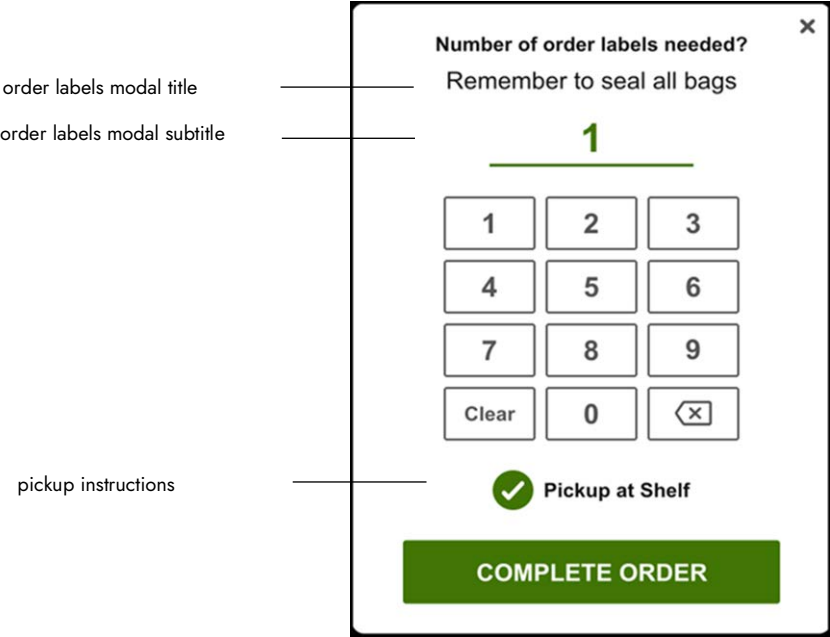 Number of order labels needed?
order labels modal title
Remember to seal all bags
order labels modal subtitle
1
1 2 3
4 5 6
7 8 9
Clear 0
pickup instructions
Pickup at Shelf
COMPLETE ORDER